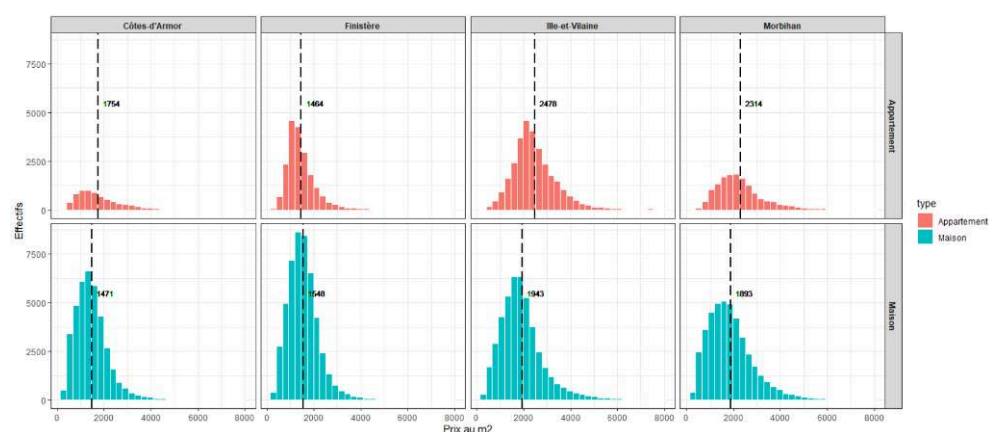 Côtes-d'Armor Finistère Ille-et-Vilaine Morbihan
7500
5000
2500
0
1754 1464 2478 2314
Appartement
Effectifs
7500
5000
2500
0
1471 1548 1943 1893
Maison
0 2000 4000 6000 8000 0 2000 4000 6000 8000 0 2000 4000 6000 8000 0 2000 4000 6000 8000
Prix au m2
type
Appartement
Maison